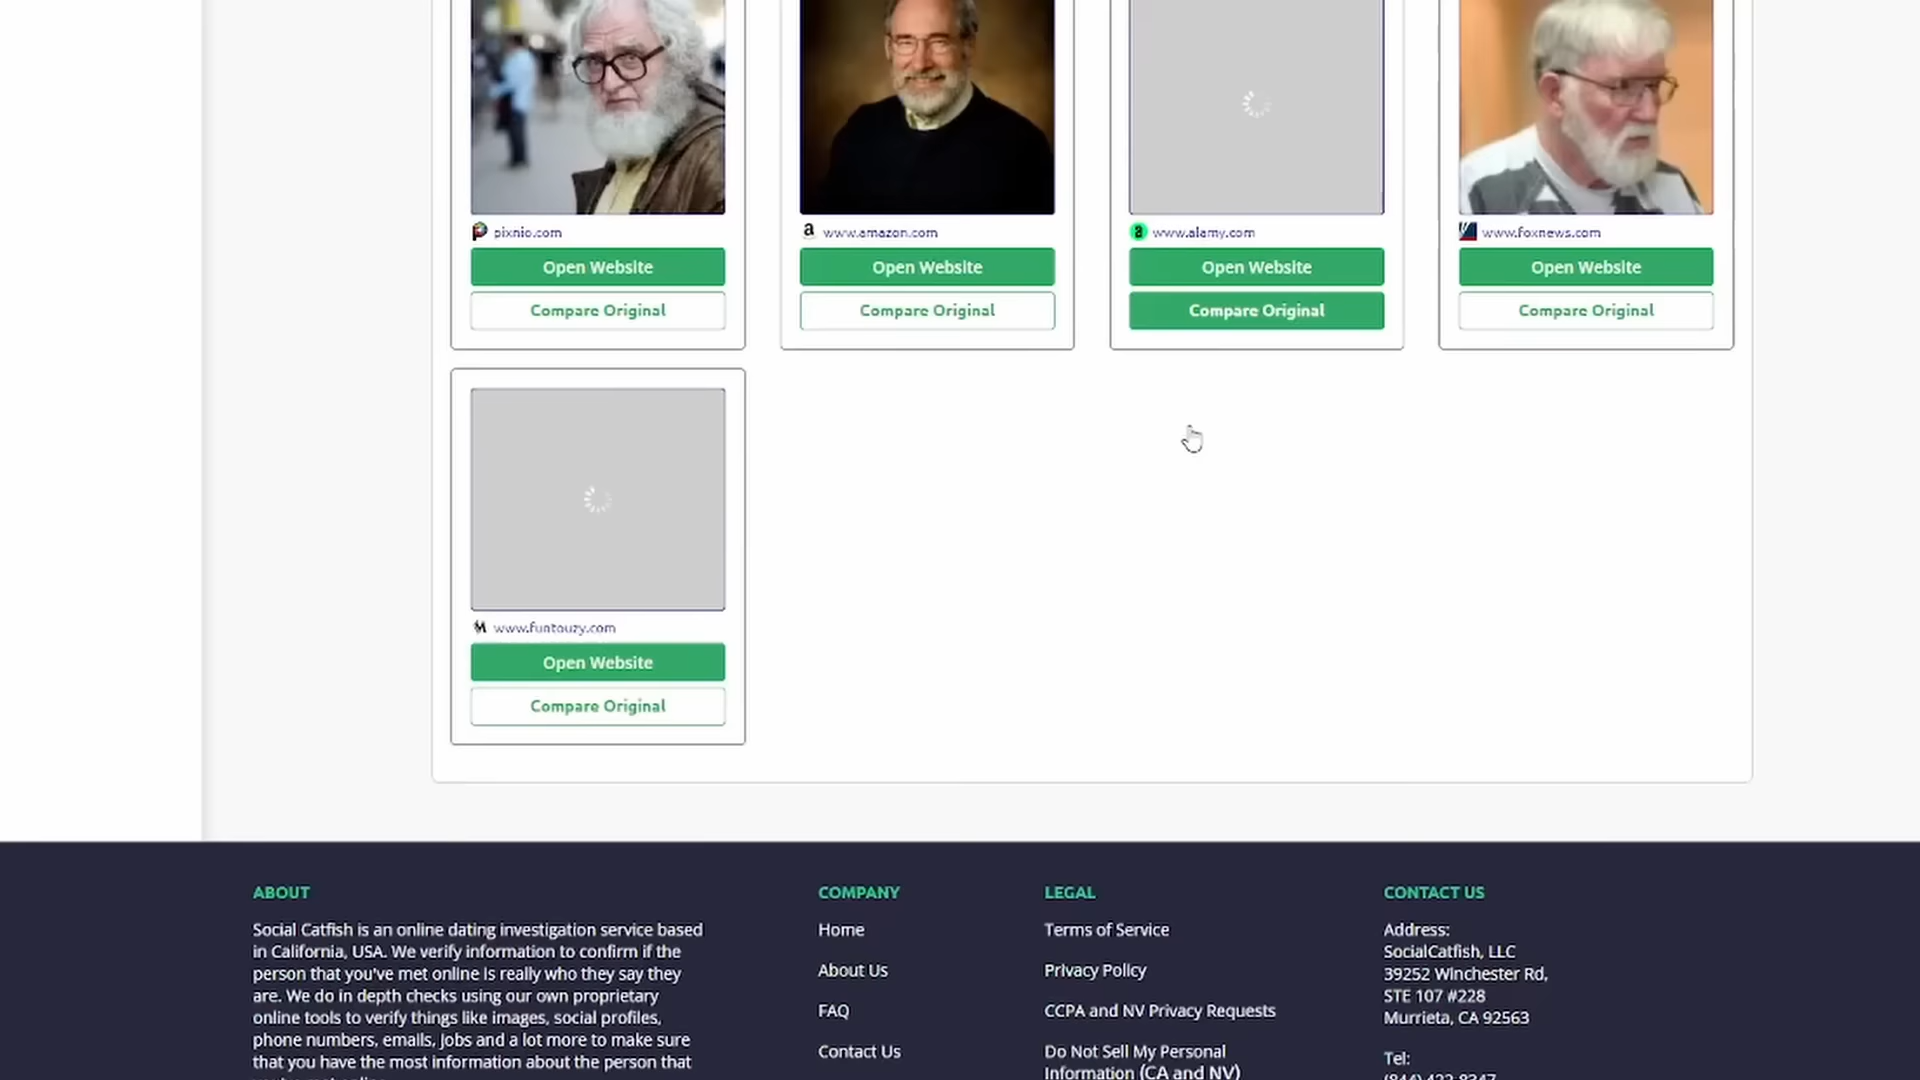 pixnio.com
Open Website
Compare Original
a www.amazon.com
Open Website
Compare Original
a www.alamy.com
Open Website
Compare Original
www.foxnews.com
Open Website
Compare Original
www.funtouzy.com
Open Website
Compare Original
ABOUT
Social Catfish is an online dating investigation service based
in California, USA. We verify information to confirm if the
person that you've met online is really who they say they
are. We do in depth checks using our own proprietary
online tools to verify things like images, social profiles,
phone numbers, emails, jobs and a lot more to make sure
that you have the most information about the person that
COMPANY
Home
About Us
FAQ
Contact Us
LEGAL
Terms of Service
Privacy Policy
CCPA and NV Privacy Requests
Do Not Sell My Personal
Information (CA and NV)
CONTACT US
Address:
SocialCatfish, LLC
39252 Winchester Rd,
STE 107 #228
Murrieta, CA 92563
Tel: